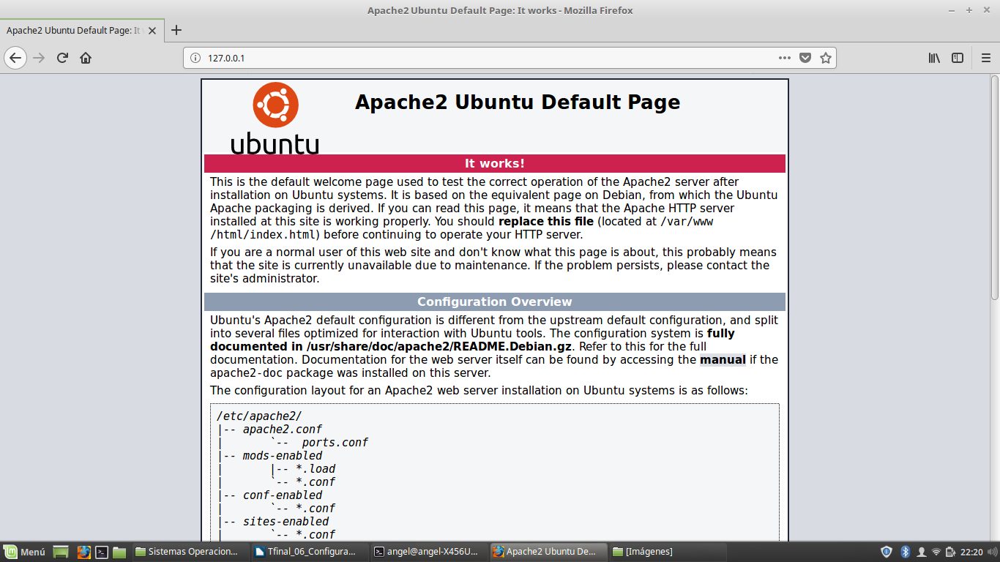 Apache2 Ubuntu Default Page: It works - Mozilla Firefox
Apache2 Ubuntu Default Page: It
127.0.0.1
ubuntu
Apache2 Ubuntu Default Page
It works!
This is the default welcome page used to test the correct operation of the Apache2 server after
installation on Ubuntu systems. It is based on the equivalent page on Debian, from which the Ubuntu
Apache packaging is derived. If you can read this page, it means that the Apache HTTP server
installed at this site is working properly. You should replace this file (located at /var/www
/html/index.html) before continuing to operate your HTTP server.
If you are a normal user of this web site and don't know what this page is about, this probably means
that the site is currently unavailable due to maintenance. If the problem persists, please contact the
site's administrator.
Configuration Overview
Ubuntu's Apache2 default configuration is different from the upstream default configuration, and split
into several files optimized for interaction with Ubuntu tools. The configuration system is fully
documented in /usr/share/doc/apache2/README.Debian.gz. Refer to this for the full
documentation. Documentation for the web server itself can be found by accessing the manual if the
apache2-doc package was installed on this server.
The configuration layout for an Apache2 web server installation on Ubuntu systems is as follows:
/etc/apache2/
|-- apache2.conf
|       `--  ports.conf
|-- mods-enabled
|       |-- *.load
|       `-- *.conf
|-- conf-enabled
|       `-- *.conf
|-- sites-enabled
|       `-- *.conf
Menú
Sistemas Operacion...
Tfinal_06_Configura...
angel@angel-X456U...
Apache2 Ubuntu De...
[Imágenes]
22:20